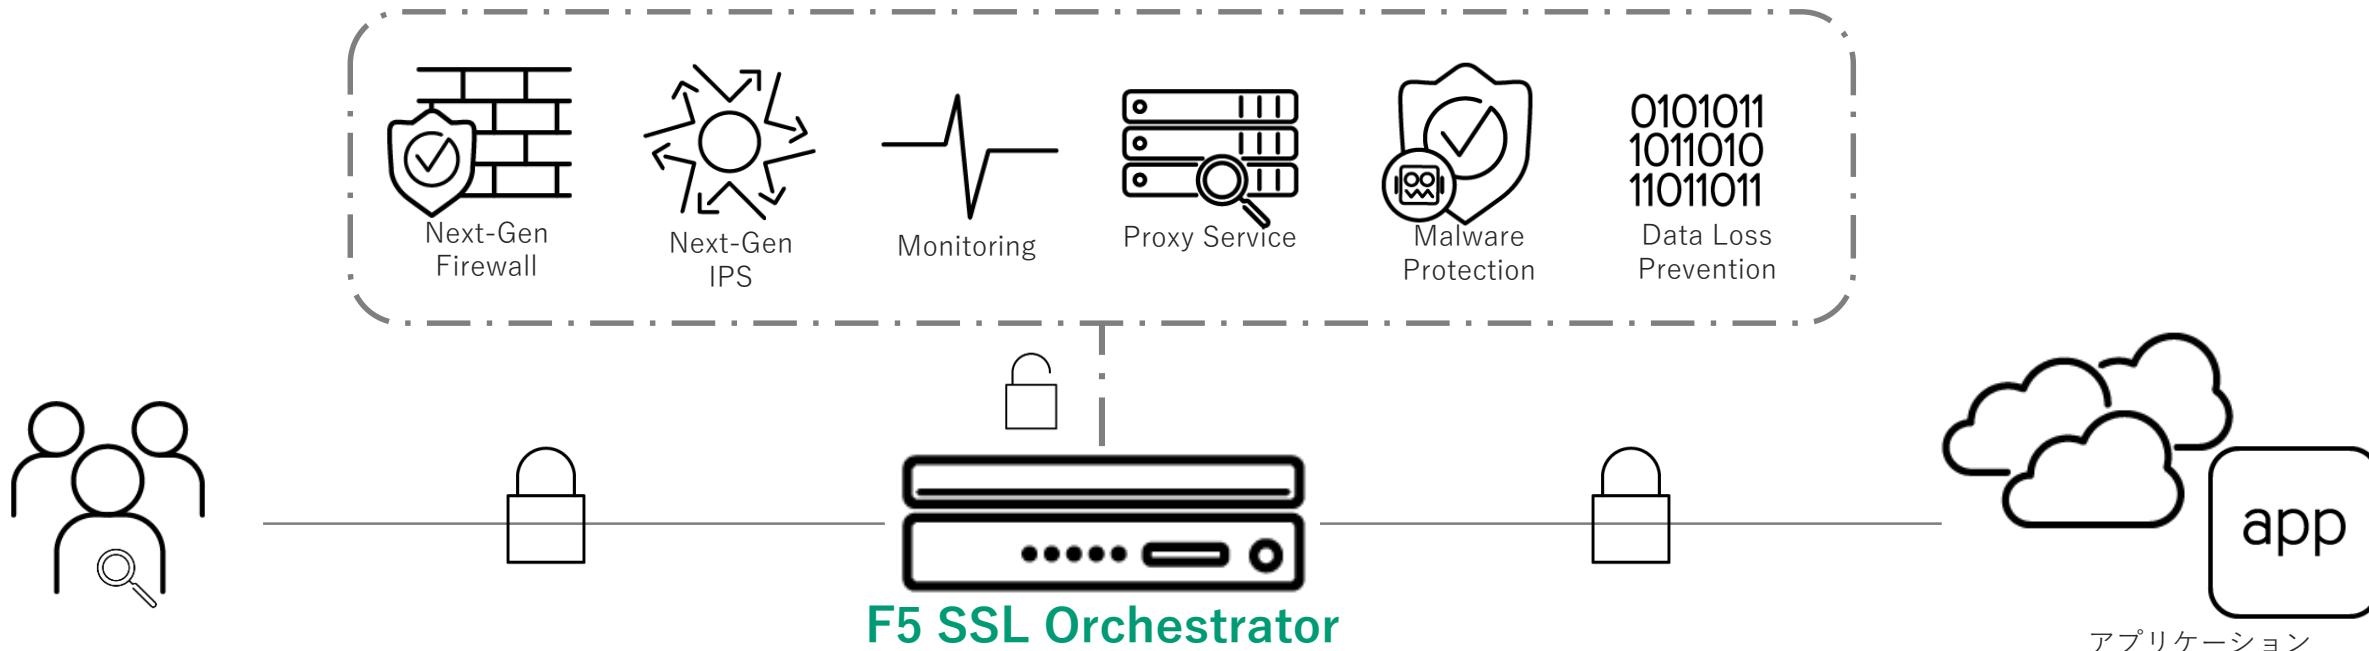 0101011
1011010
11011011
Next-Gen
Firewall
Next-Gen
IPS
Monitoring
Proxy Service
Malware
Protection
Data Loss
Prevention
app
F5 SSL Orchestrator
アプリケーション